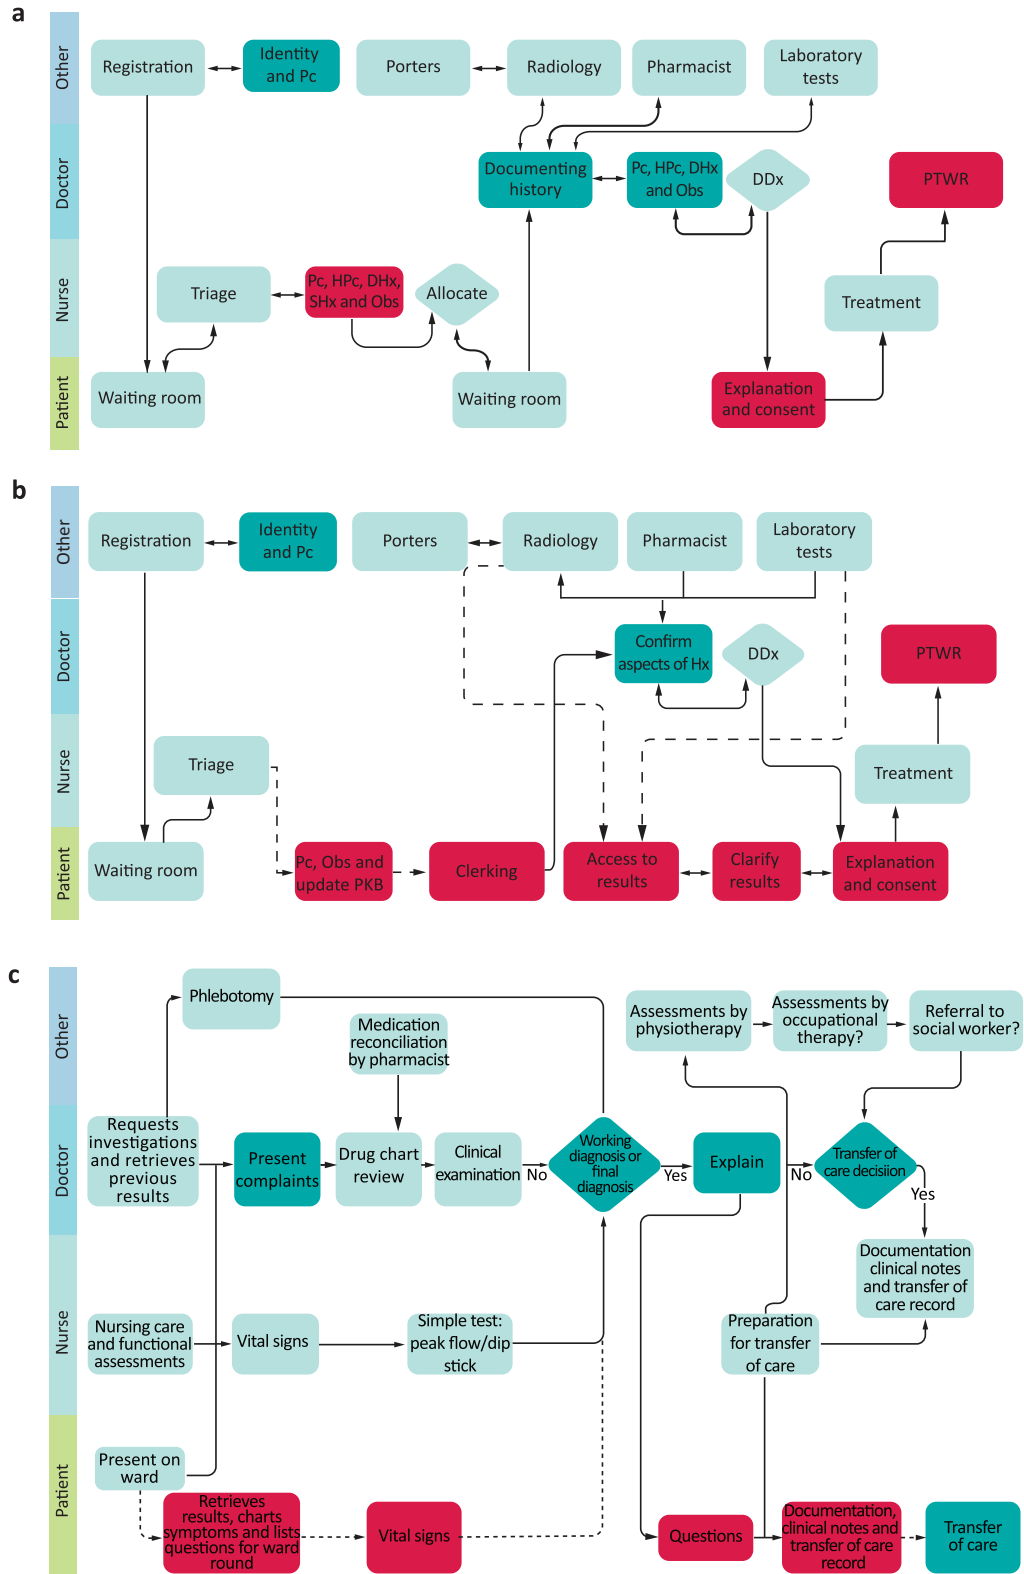 a
Other
Doctor
Nurse
Patient
Registration
Identity
and Pc
Porters
Radiology
Pharmacist
Laboratory
tests
Documenting
history
Pc, HPc, DHx
and Obs
DDx
PTWR
Triage
Pc, HPc, DHx,
SHx and Obs
Allocate
Treatment
Waiting room
Waiting room
Explanation
and consent
b
Other
Doctor
Nurse
Patient
Registration
Identity
and Pc
Porters
Radiology
Pharmacist
Laboratory
tests
Confirm
aspects of Hx
DDx
PTWR
Triage
Treatment
Waiting room
Pc, Obs and
update PKB
Clerking
Access to
results
Clarify
results
Explanation
and consent
c
Other
Doctor
Nurse
Patient
Phlebotomy
Medication
reconciliation
by pharmacist
Assessments by
physiotherapy
Assessments by
occupational
therapy?
Referral to
social worker?
Requests
investigations
and retrieves
previous
results
Present
complaints
Drug chart
review
Clinical
examination
No
Working
diagnosis or
final
diagnosis
Yes
Explain
No
Transfer of
care decisiion
Yes
Documentation
clinical notes
and transfer of
care record
Nursing care
and functional
assessments
Vital signs
Simple test:
peak flow/dip
stick
Preparation
for transfer
of care
Present on
ward
Retrieves
results, charts
symptoms and lists
questions for ward
round
Vital signs
Questions
Documentation,
clinical notes and
transfer of care
record
Transfer
of care